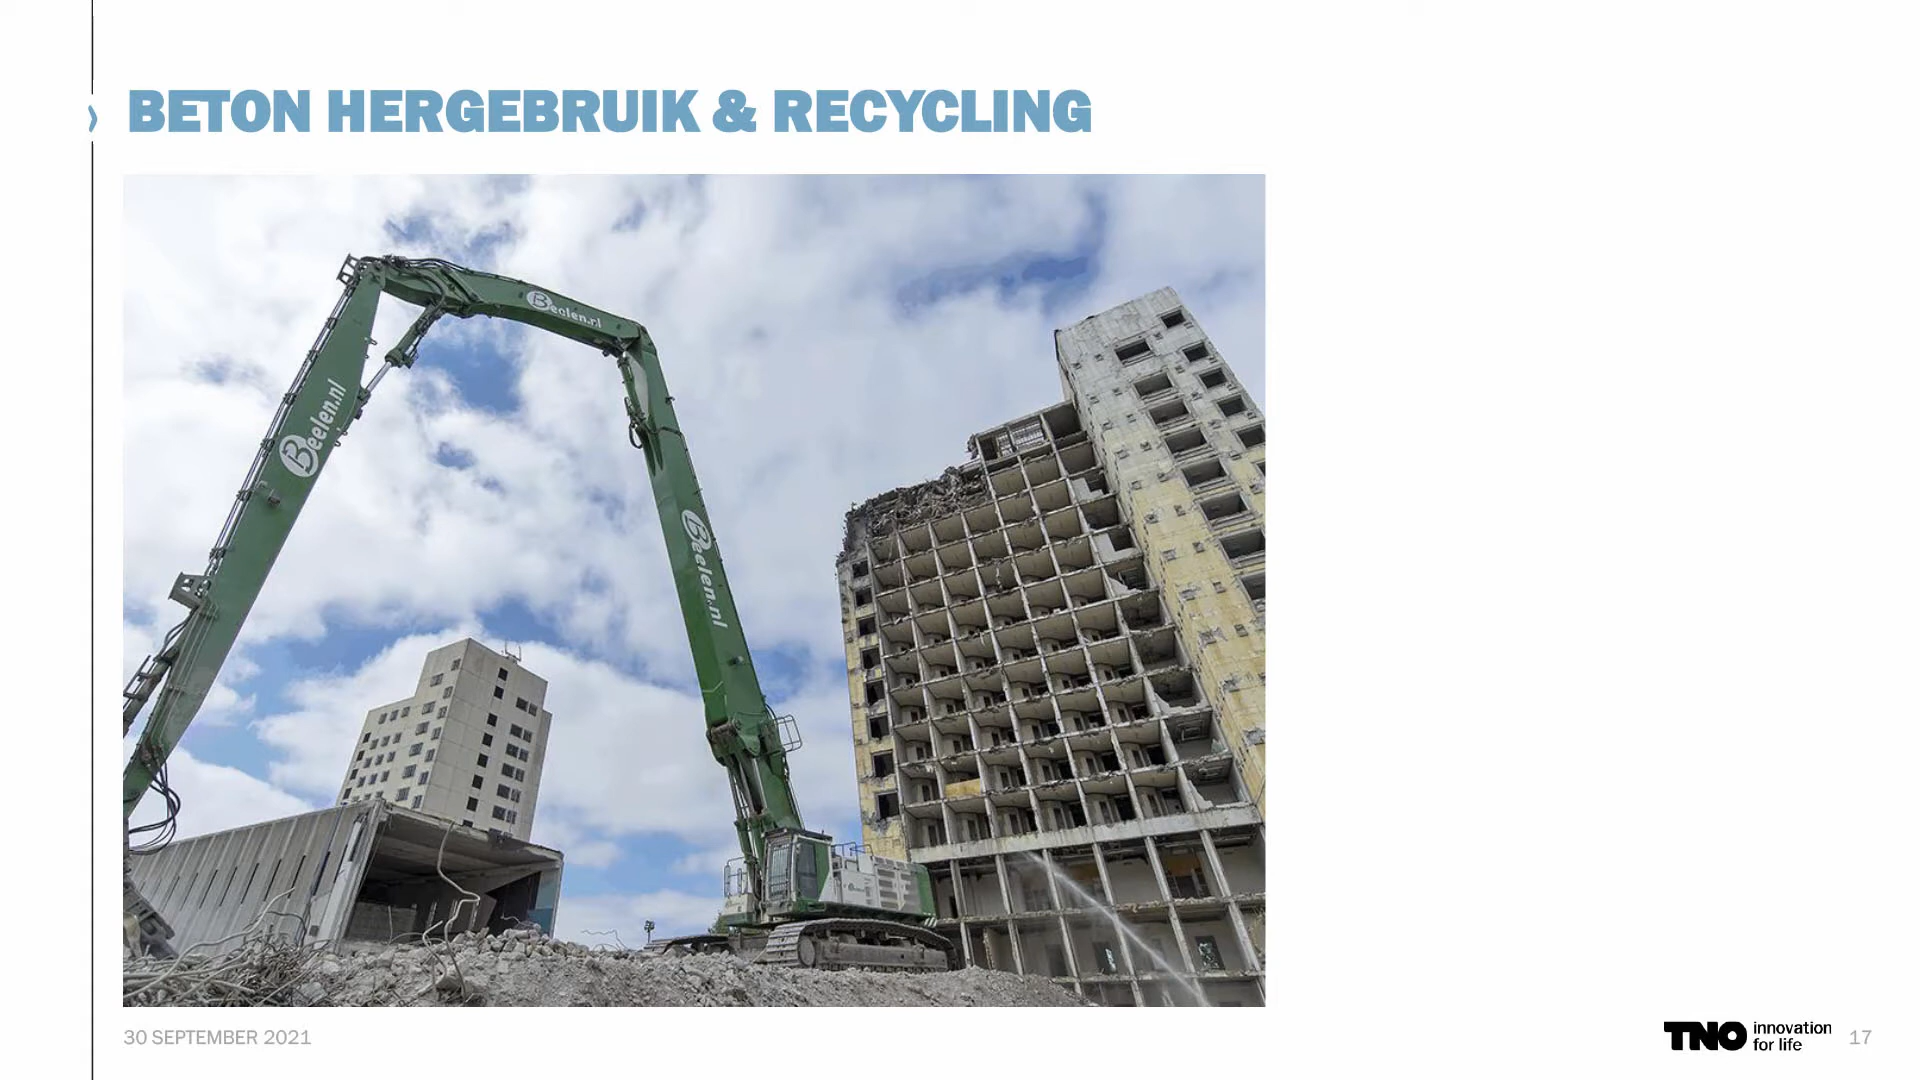 BETON HERGEBRUIK & RECYCLING
Beelen.nl
Beelen.nl
Beelen.nl
30 SEPTEMBER 2021
TNO innovation
for life
17